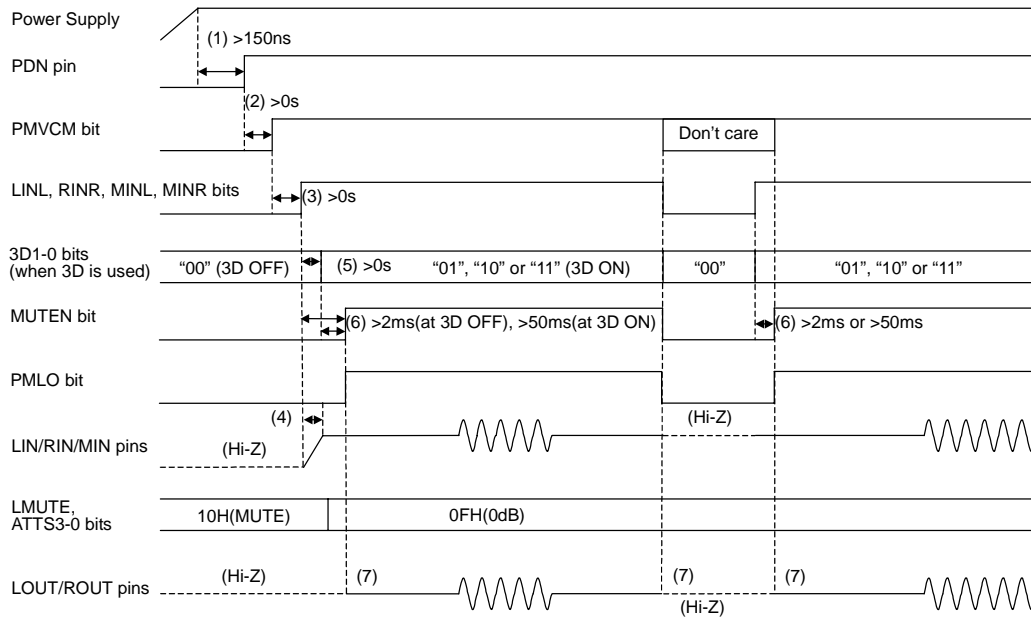 Power Supply
(1) >150ns
PDN pin
(2) >0s
PMVCM bit
Don't care
LINL, RINR, MINL, MINR bits
(3) >0s
3D1-0 bits
(when 3D is used)
“00” (3D OFF)
(5) >0s
“01”, “10” or “11” (3D ON)
“00”
“01”, “10” or “11”
MUTEN bit
(6) >2ms(at 3D OFF), >50ms(at 3D ON)
(6) >2ms or >50ms
PMLO bit
(4)
(Hi-Z)
LIN/RIN/MIN pins
(Hi-Z)
LMUTE,
ATTS3-0 bits
10H(MUTE)
0FH(0dB)
LOUT/ROUT pins
(Hi-Z)
(7)
(7)
(Hi-Z)
(7)